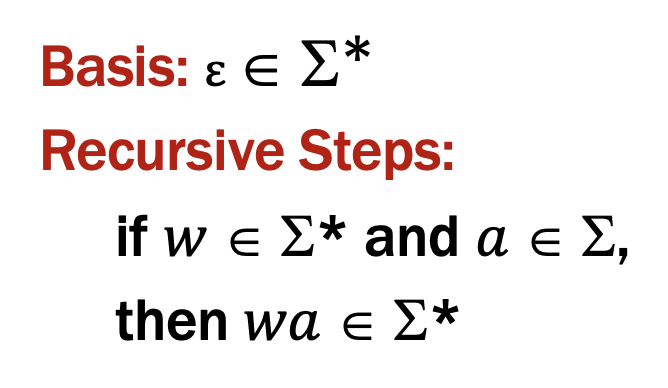 Basis: ε ∈ Σ*
Recursive Steps:
if w ∈ Σ* and a ∈ Σ,
then wa ∈ Σ*